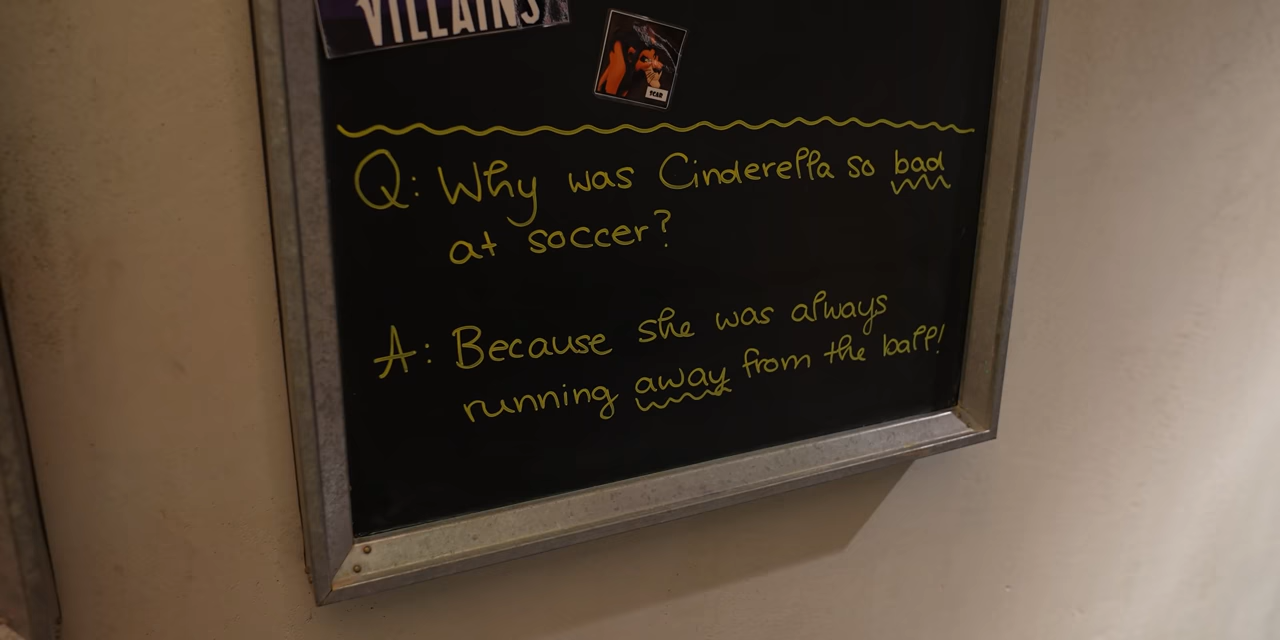 VILLAINS
SCAR
Q: Why was Cinderella so bad
at soccer?
A: Because she was always
running away from the ball!